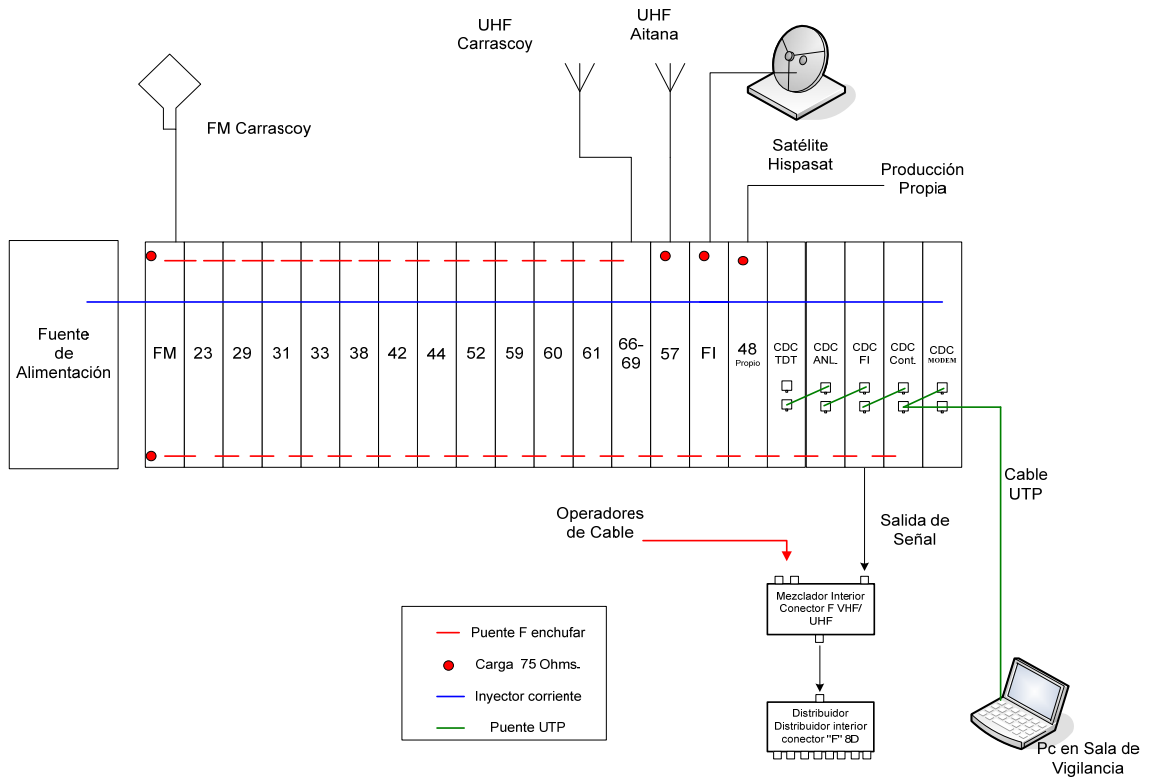 UHF
Carrascoy
UHF
Aitana
FM Carrascoy
Satélite
Hispasat
Producción
Propia
Fuente
de
Alimentación
FM
23
29
31
33
38
42
44
52
59
60
61
66-
69
57
FI
48
Propio
CDC
TDT
CDC
ANL.
CDC
FI
CDC
Cont.
CDC
MODEM
Cable
UTP
Operadores
de Cable
Salida de
Señal
Mezclador Interior
Conector F VHF/
UHF
Puente F enchufar
Carga 75 Ohms.
Inyector corriente
Puente UTP
Distribuidor
Distribuidor interior
conector "F" 8D
Pc en Sala de
Vigilancia